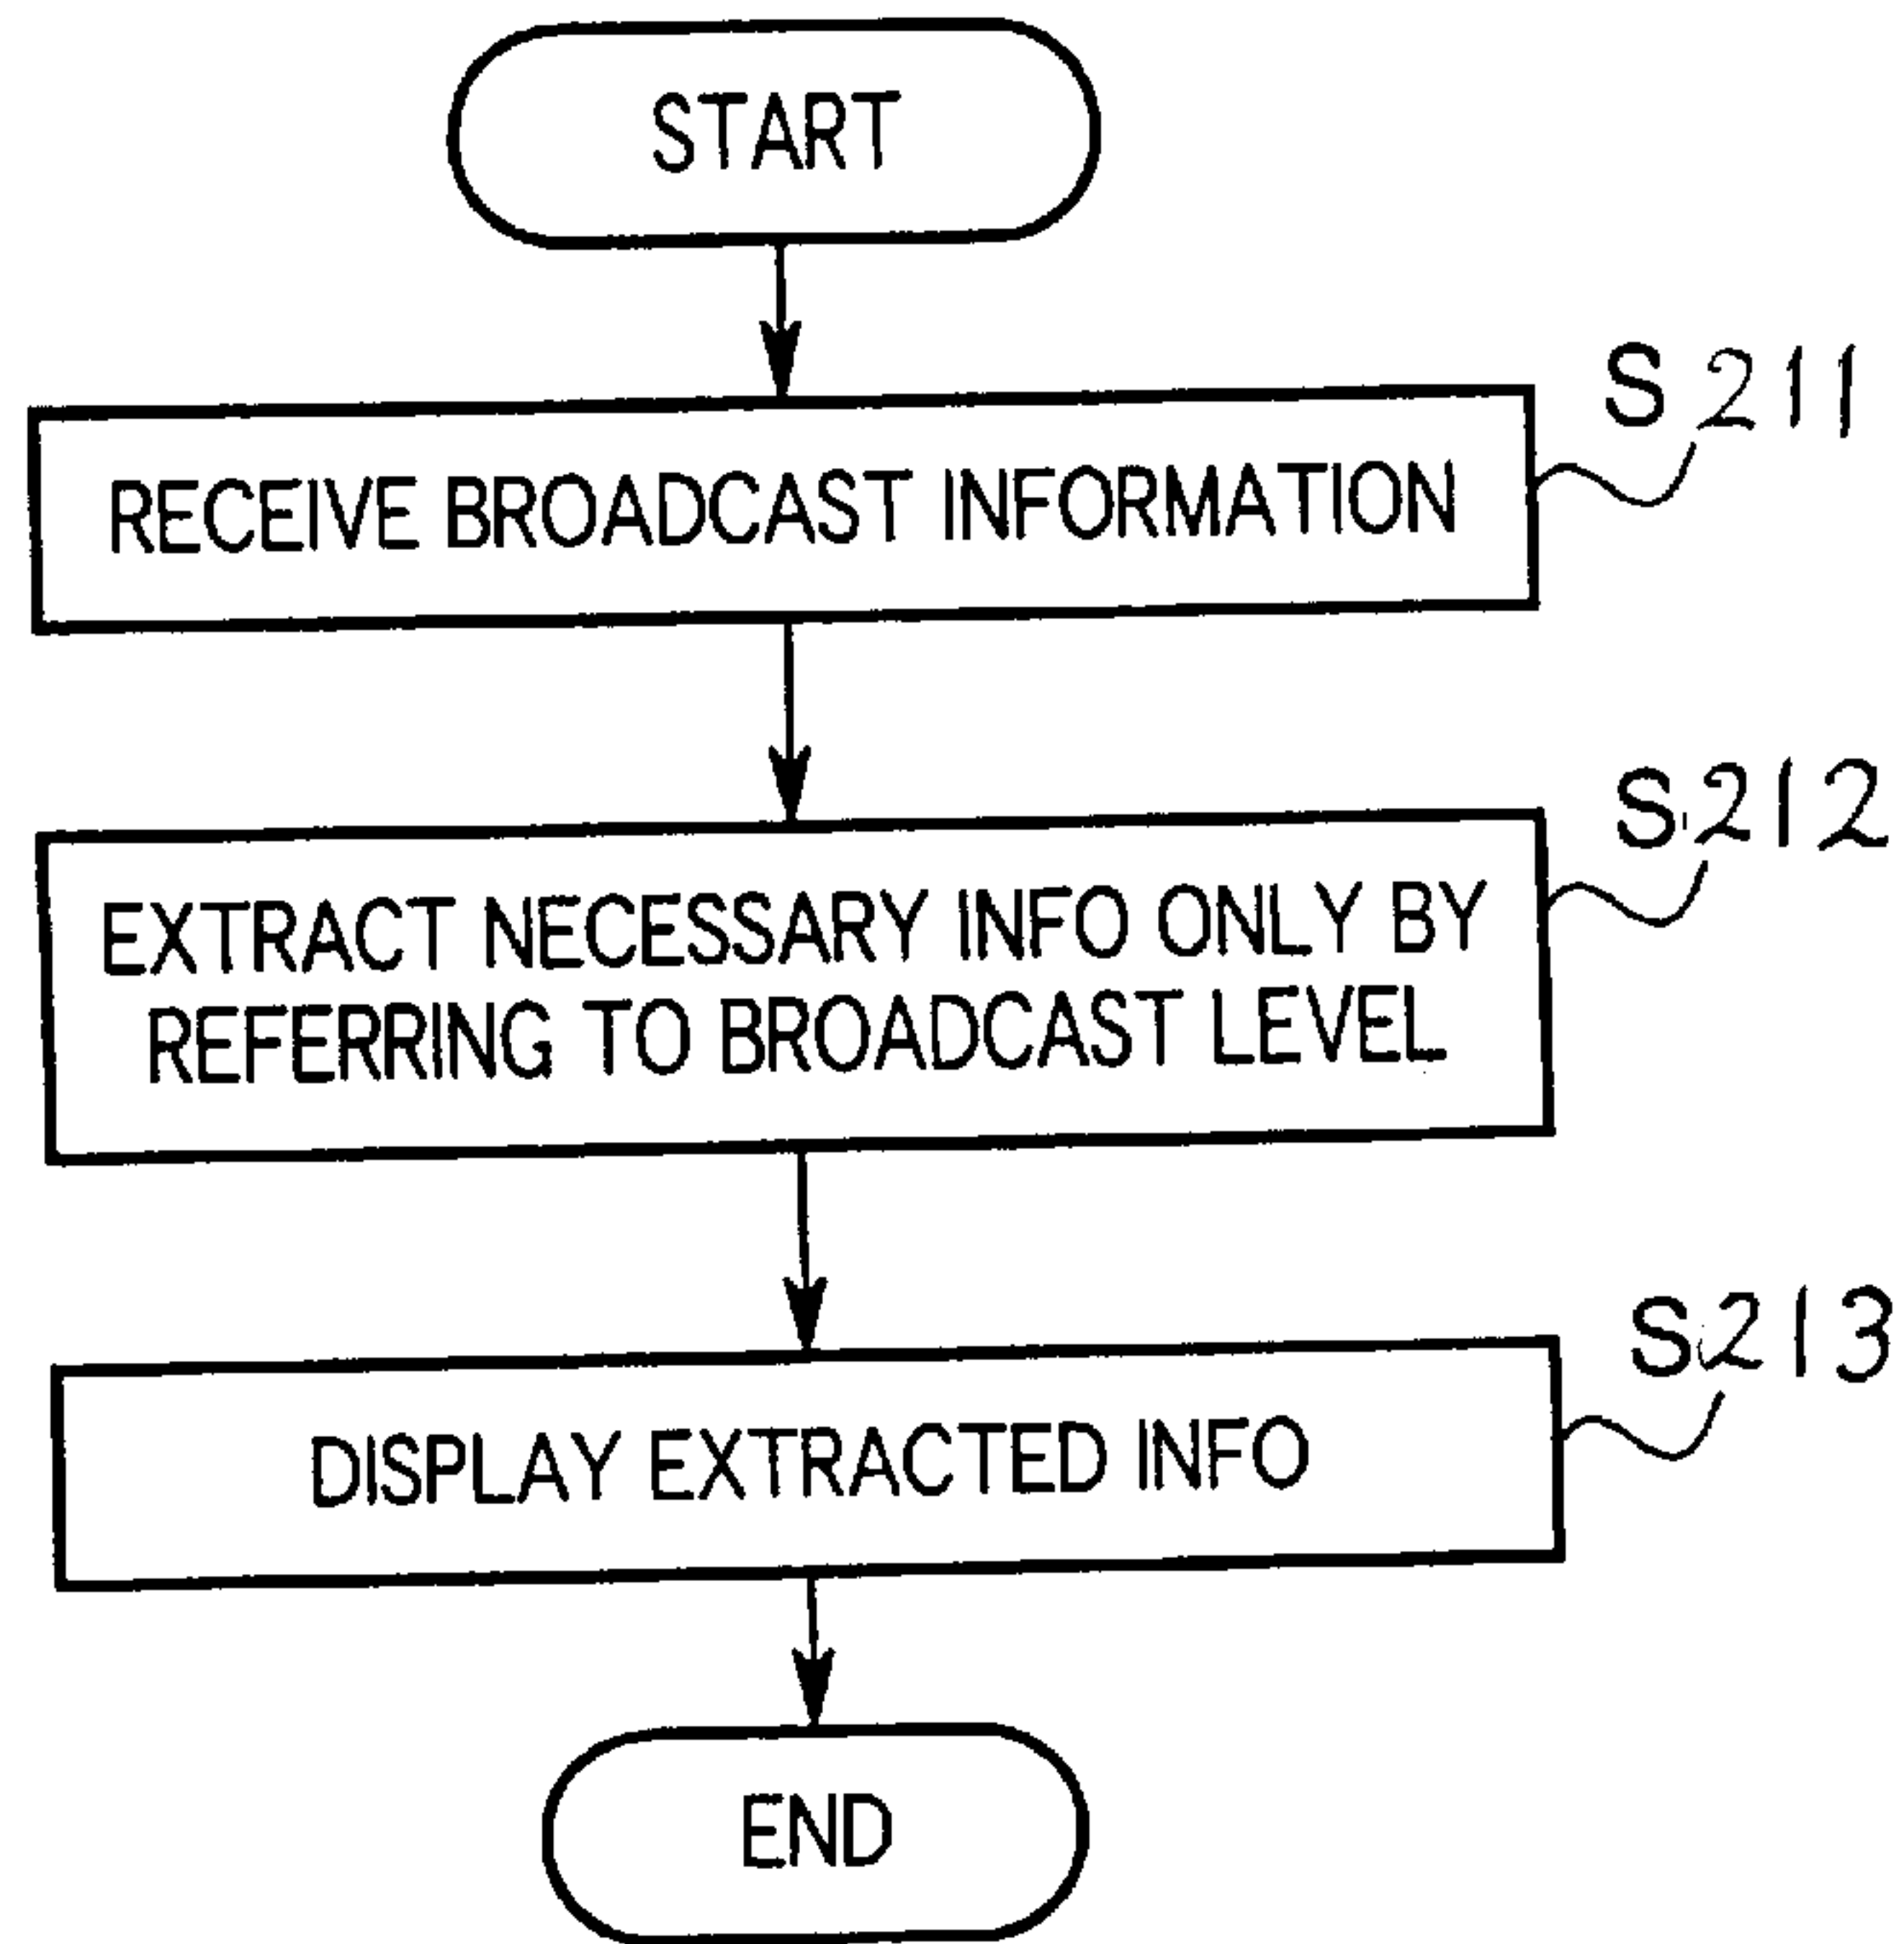 START
S211
RECEIVE BROADCAST INFORMATION
S212
EXTRACT NECESSARY INFO ONLY BY
REFERRING TO BROADCAST LEVEL
S213
DISPLAY EXTRACTED INFO
END